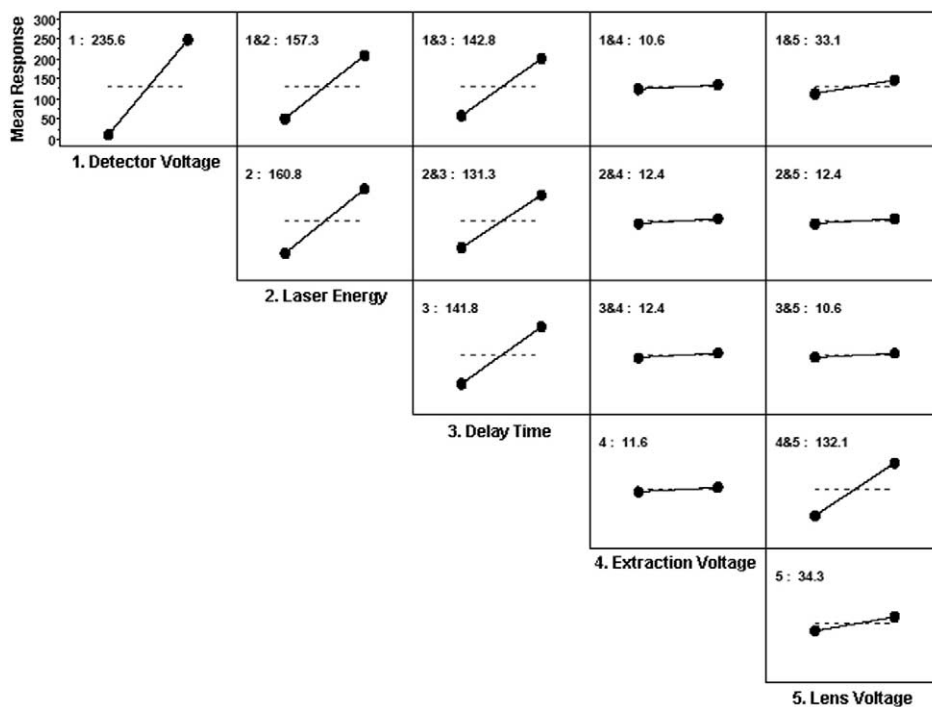 Mean Response
300
250
200
150
100
50
0
1 : 235.6
1&2 : 157.3
1&3 : 142.8
1&4 : 10.6
1&5 : 33.1
1. Detector Voltage
2 : 160.8
2&3 : 131.3
2&4 : 12.4
2&5 : 12.4
2. Laser Energy
3 : 141.8
3&4 : 12.4
3&5 : 10.6
3. Delay Time
4 : 11.6
4&5 : 132.1
4. Extraction Voltage
5 : 34.3
5. Lens Voltage